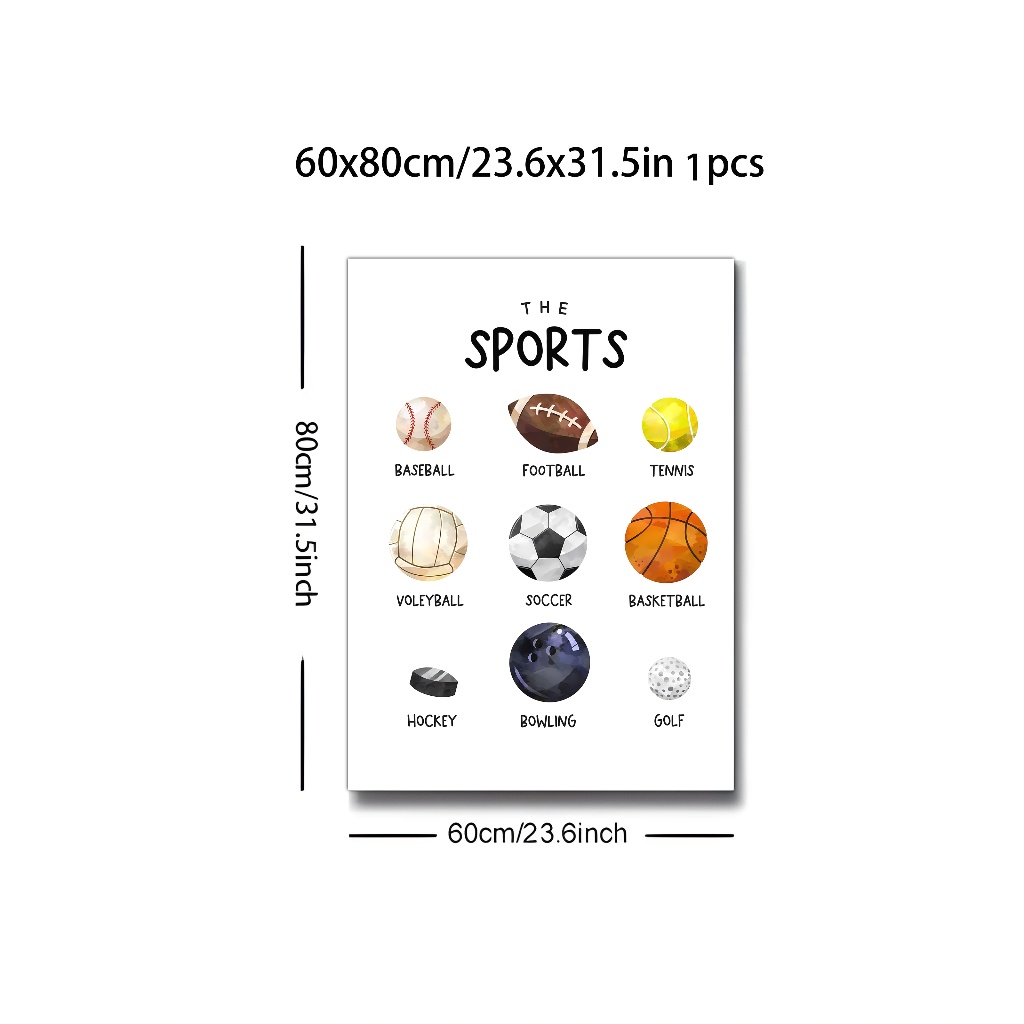 60x80cm/23.6x31.5in 1pcs
THE
SPORTS
BASEBALL FOOTBALL TENNIS
VOLEYBALL SOCCER BASKETBALL
HOCKEY BOWLING GOLF
80cm/31.5inch
60cm/23.6inch